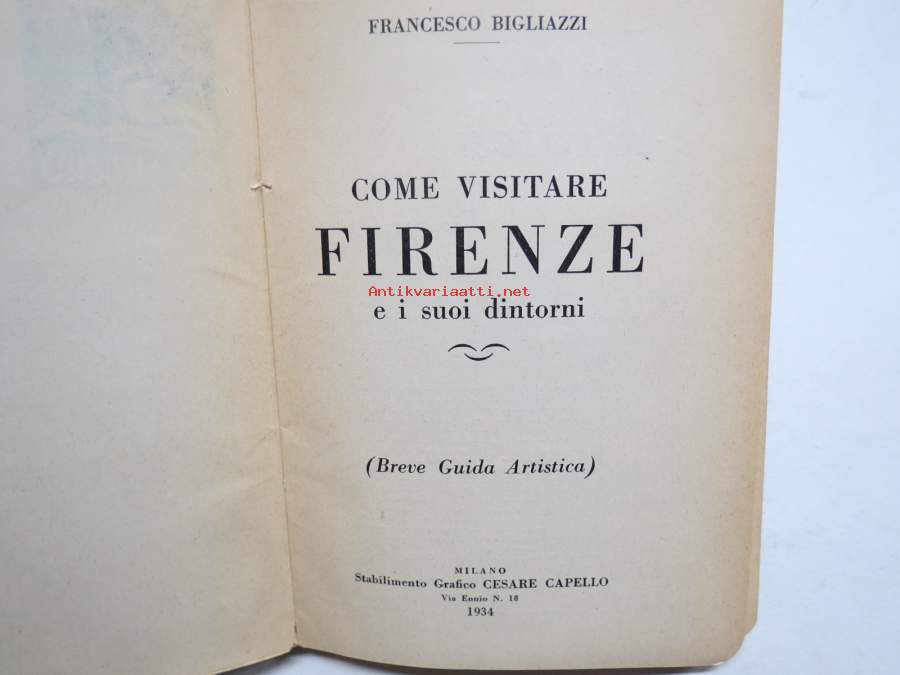 FRANCESCO BIGLIAZZI
COME VISITARE
FIRENZE
Antikvariaatti.net
e i suoi dintorni
(Breve Guida Artistica)
MILANO
Stabilimento Grafico CESARE CAPELLO
Via Ennio N. 18
1934